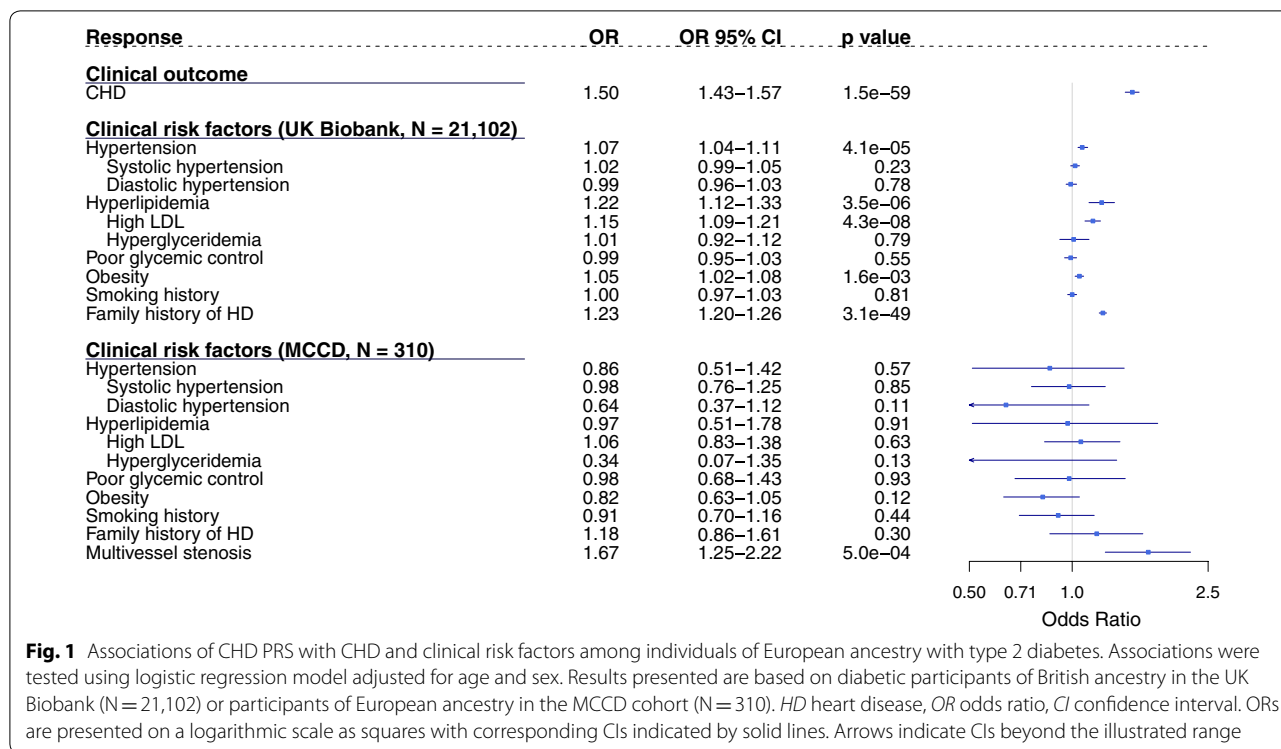 Response OR OR 95% CI p value
Clinical outcome
CHD 1.50 1.43–1.57 1.5e–59
Clinical risk factors (UK Biobank, N = 21,102)
Hypertension 1.07 1.04–1.11 4.1e–05
Systolic hypertension 1.02 0.99–1.05 0.23
Diastolic hypertension 0.99 0.96–1.03 0.78
Hyperlipidemia 1.22 1.12–1.33 3.5e–06
High LDL 1.15 1.09–1.21 4.3e–08
Hyperglyceridemia 1.01 0.92–1.12 0.79
Poor glycemic control 0.99 0.95–1.03 0.55
Obesity 1.05 1.02–1.08 1.6e–03
Smoking history 1.00 0.97–1.03 0.81
Family history of HD 1.23 1.20–1.26 3.1e–49
Clinical risk factors (MCCD, N = 310)
Hypertension 0.86 0.51–1.42 0.57
Systolic hypertension 0.98 0.76–1.25 0.85
Diastolic hypertension 0.64 0.37–1.12 0.11
Hyperlipidemia 0.97 0.51–1.78 0.91
High LDL 1.06 0.83–1.38 0.63
Hyperglyceridemia 0.34 0.07–1.35 0.13
Poor glycemic control 0.98 0.68–1.43 0.93
Obesity 0.82 0.63–1.05 0.12
Smoking history 0.91 0.70–1.16 0.44
Family history of HD 1.18 0.86–1.61 0.30
Multivessel stenosis 1.67 1.25–2.22 5.0e–04
0.50 0.71 1.0 2.5
Odds Ratio
Fig. 1 Associations of CHD PRS with CHD and clinical risk factors among individuals of European ancestry with type 2 diabetes. Associations were
tested using logistic regression model adjusted for age and sex. Results presented are based on diabetic participants of British ancestry in the UK
Biobank (N = 21,102) or participants of European ancestry in the MCCD cohort (N = 310). HD heart disease, OR odds ratio, CI confidence interval. ORs
are presented on a logarithmic scale as squares with corresponding CIs indicated by solid lines. Arrows indicate CIs beyond the illustrated range